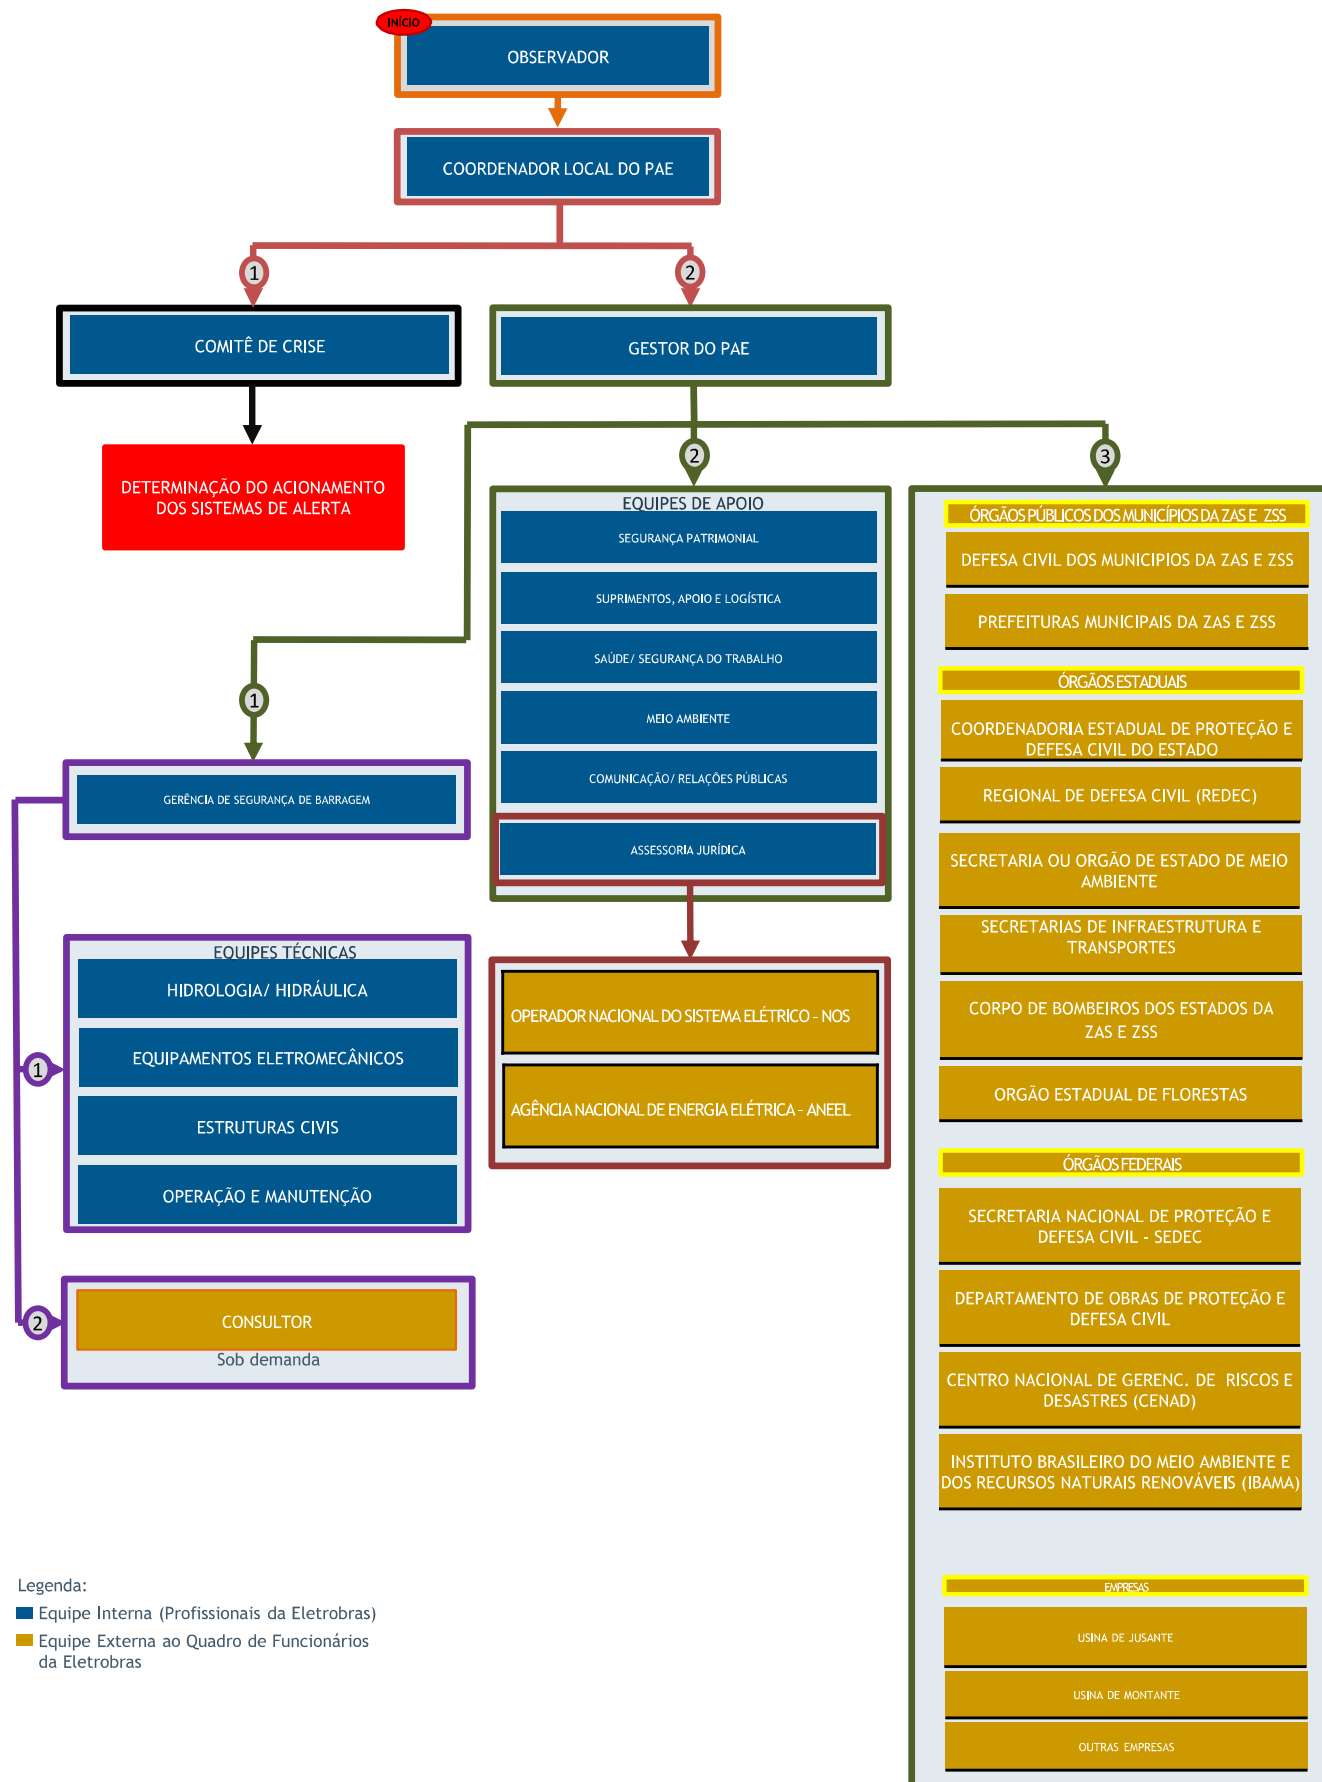 INÍCIO
OBSERVADOR
COORDENADOR LOCAL DO PAE
1
2
COMITÊ DE CRISE
GESTOR DO PAE
DETERMINAÇÃO DO ACIONAMENTO
DOS SISTEMAS DE ALERTA
2
3
1
EQUIPES DE APOIO
SEGURANÇA PATRIMONIAL
SUPRIMENTOS, APOIO E LOGÍSTICA
SAÚDE/ SEGURANÇA DO TRABALHO
MEIO AMBIENTE
COMUNICAÇÃO/ RELAÇÕES PÚBLICAS
ASSESSORIA JURÍDICA
OPERADOR NACIONAL DO SISTEMA ELÉTRICO – NOS
AGÊNCIA NACIONAL DE ENERGIA ELÉTRICA – ANEEL
GERÊNCIA DE SEGURANÇA DE BARRAGEM
EQUIPES TÉCNICAS
HIDROLOGIA/ HIDRÁULICA
EQUIPAMENTOS ELETROMECÂNICOS
ESTRUTURAS CIVIS
OPERAÇÃO E MANUTENÇÃO
1
2
CONSULTOR
Sob demanda
ÓRGÃOS PÚBLICOS DOS MUNICÍPIOS DA ZAS E ZSS
DEFESA CIVIL DOS MUNICIPIOS DA ZAS E ZSS
PREFEITURAS MUNICIPAIS DA ZAS E ZSS
ÓRGÃOS ESTADUAIS
COORDENADORIA ESTADUAL DE PROTEÇÃO E
DEFESA CIVIL DO ESTADO
REGIONAL DE DEFESA CIVIL (REDEC)
SECRETARIA OU ORGÃO DE ESTADO DE MEIO
AMBIENTE
SECRETARIAS DE INFRAESTRUTURA E
TRANSPORTES
CORPO DE BOMBEIROS DOS ESTADOS DA
ZAS E ZSS
ORGÃO ESTADUAL DE FLORESTAS
ÓRGÃOS FEDERAIS
SECRETARIA NACIONAL DE PROTEÇÃO E
DEFESA CIVIL - SEDEC
DEPARTAMENTO DE OBRAS DE PROTEÇÃO E
DEFESA CIVIL
CENTRO NACIONAL DE GERENC. DE RISCOS E
DESASTRES (CENAD)
INSTITUTO BRASILEIRO DO MEIO AMBIENTE E
DOS RECURSOS NATURAIS RENOVÁVEIS (IBAMA)
EMPRESAS
USINA DE JUSANTE
USINA DE MONTANTE
OUTRAS EMPRESAS
Legenda:
Equipe Interna (Profissionais da Eletrobras)
Equipe Externa ao Quadro de Funcionários
da Eletrobras